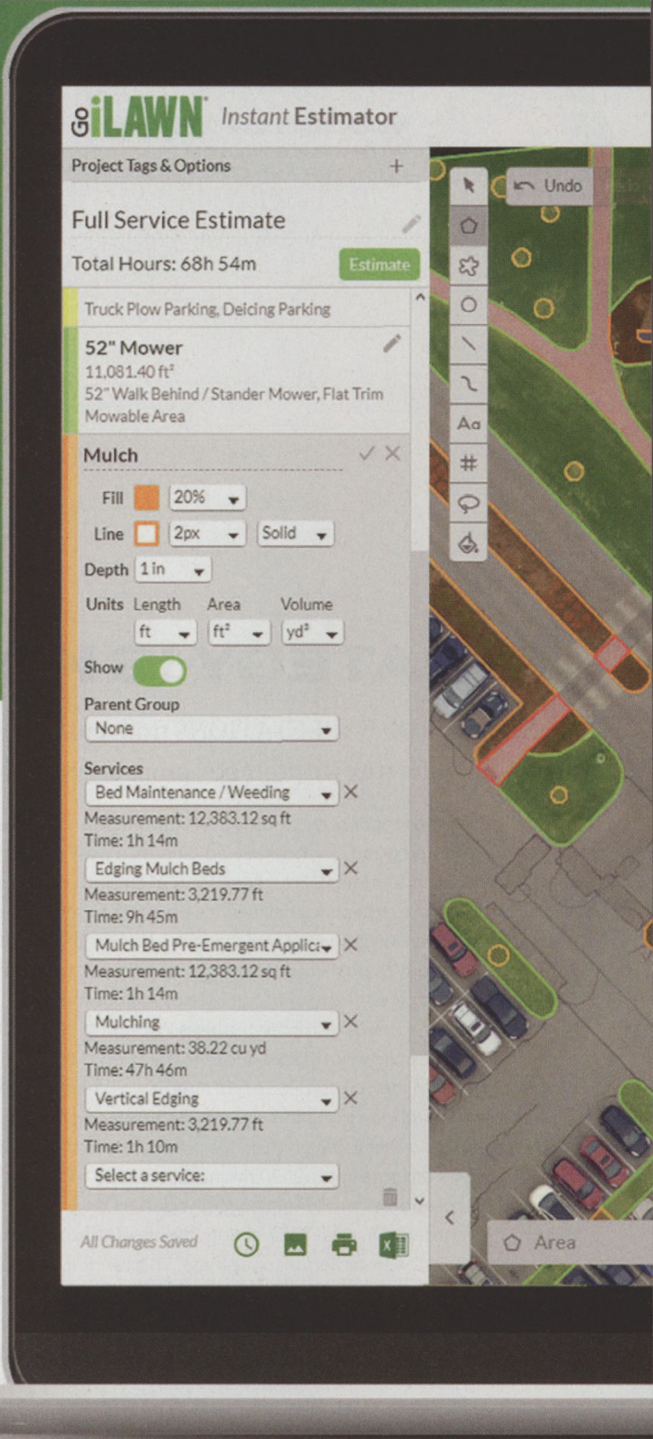 Go iLAWN Instant Estimator
Project Tags & Options +
Undo
Full Service Estimate
Total Hours: 68h 54m
Estimate
Truck Plow Parking, Deicing Parking
52" Mower
11,081.40 ft²
52" Walk Behind / Stander Mower, Flat Trim
Movable Area
Aa
#
Mulch
Fill 20%
Line 2px Solid
Depth 1 in
Units Length Area Volume
ft ft² yd³
Show
Parent Group
None
Services
Bed Maintenance / Weeding
Measurement: 12,383.12 sq ft
Time: 1h 14m
Edging Mulch Beds
Measurement: 3,219.77 ft
Time: 9h 45m
Mulch Bed Pre-Emergent Applica
Measurement: 12,383.12 sq ft
Time: 1h 14m
Mulching
Measurement: 38.22 cu yd
Time: 47h 46m
Vertical Edging
Measurement: 3,219.77 ft
Time: 1h 10m
Select a service:
All Changes Saved
Area